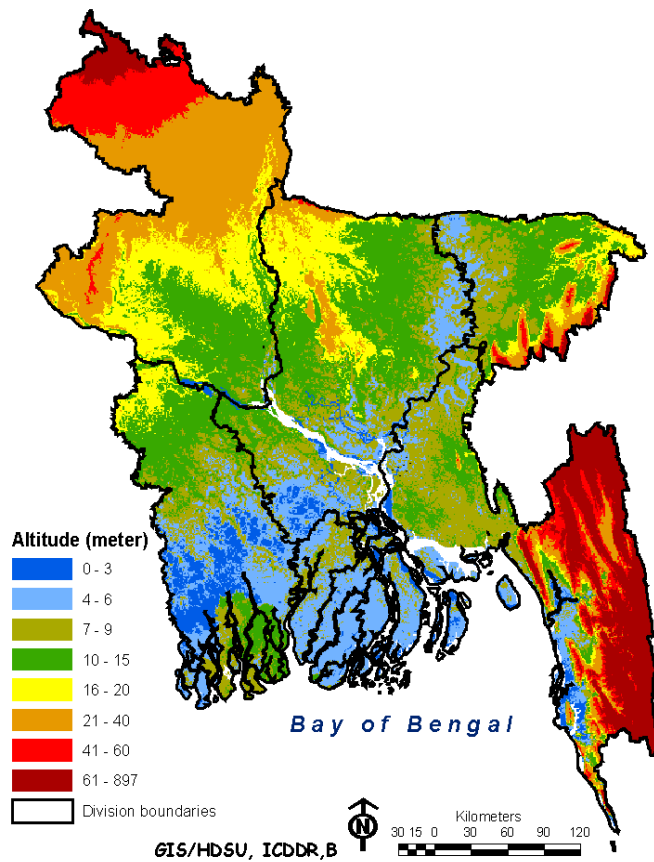 Altitude (meter)
0 - 3
4 - 6
7 - 9
10 - 15
16 - 20
21 - 40
41 - 60
61 - 897
Division boundaries
Bay of Bengal
N
Kilometers
30 15 0 30 60 90 120
GIS/HDSU, ICDDR,B